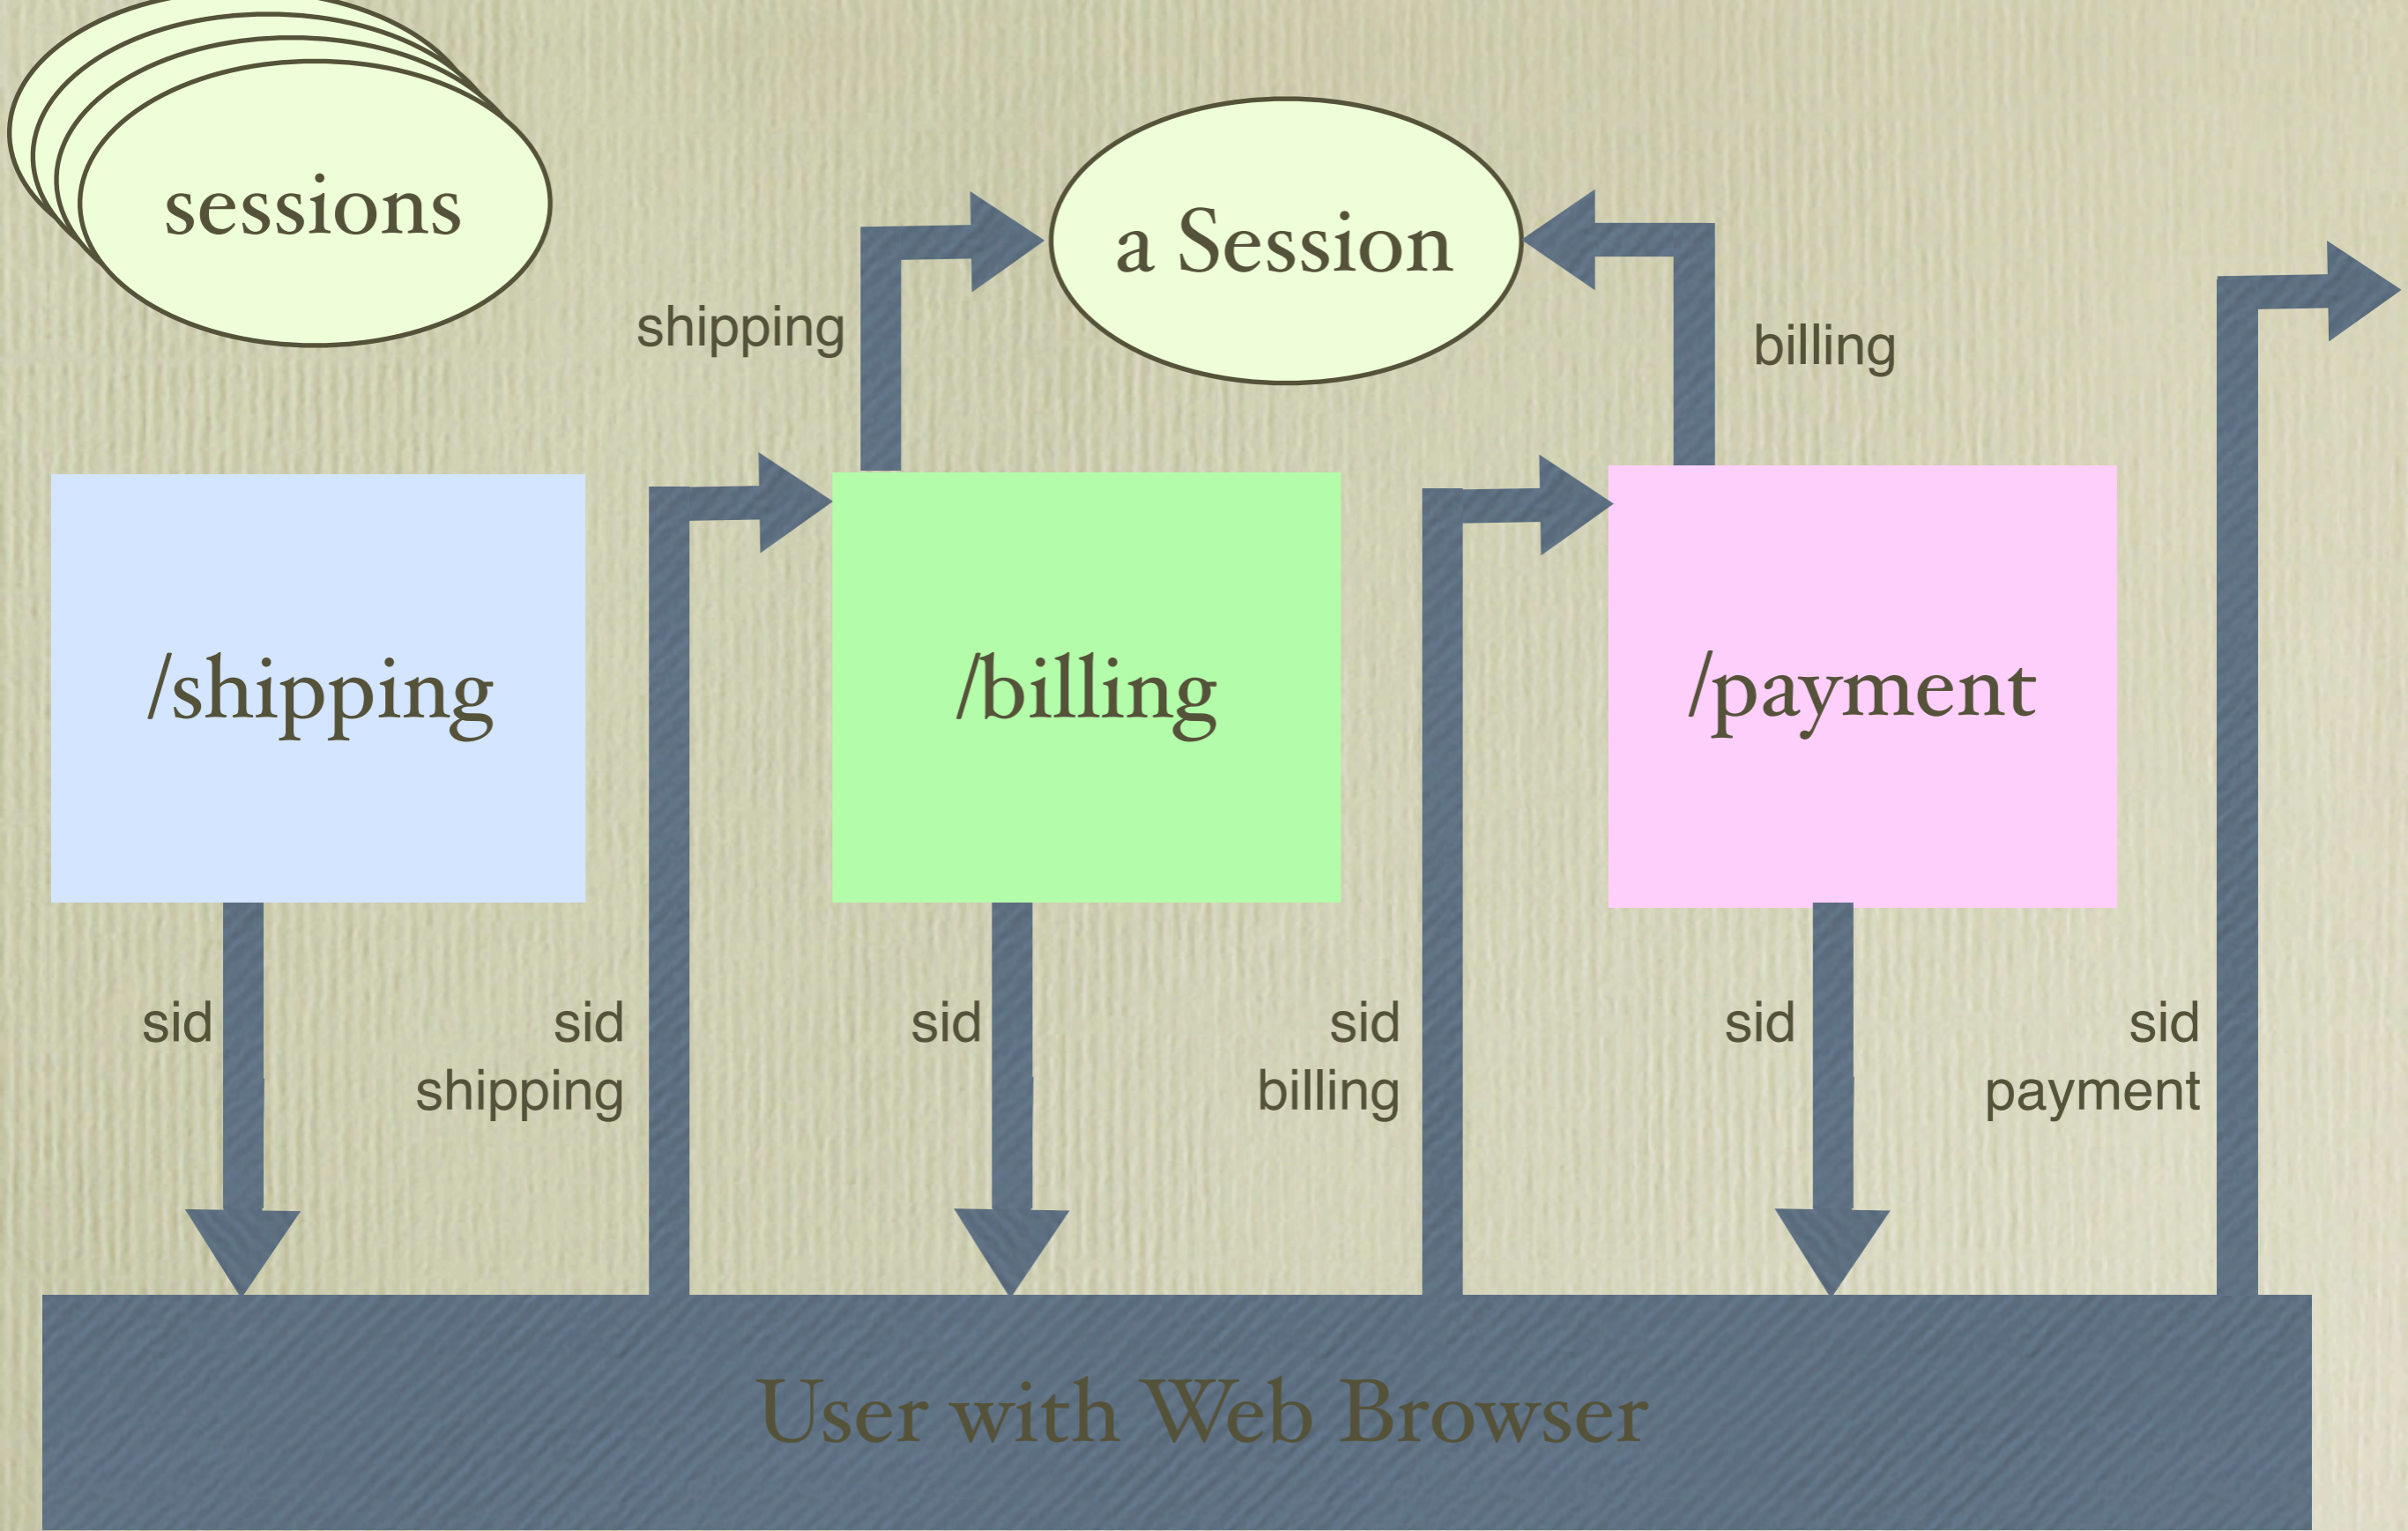 sessions
a Session
shipping
billing
/shipping
/billing
/payment
sid
sid
shipping
sid
sid
billing
sid
sid
payment
User with Web Browser